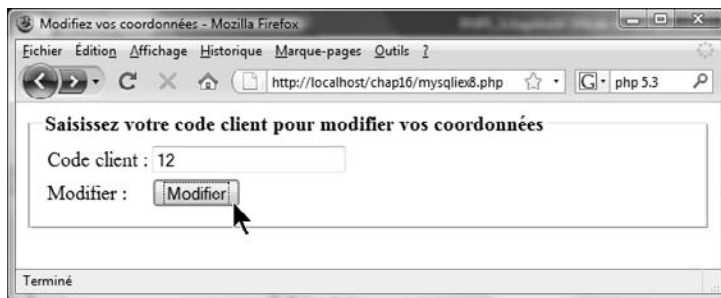 Modifiez vos coordonnées - Mozilla Firefox
Fichier Édition Affichage Historique Marque-pages Outils ?
http://localhost/chap16/mysqliex8.php G php 5.3
Saisissez votre code client pour modifier vos coordonnées
Code client : 12
Modifier : Modifier
Terminé